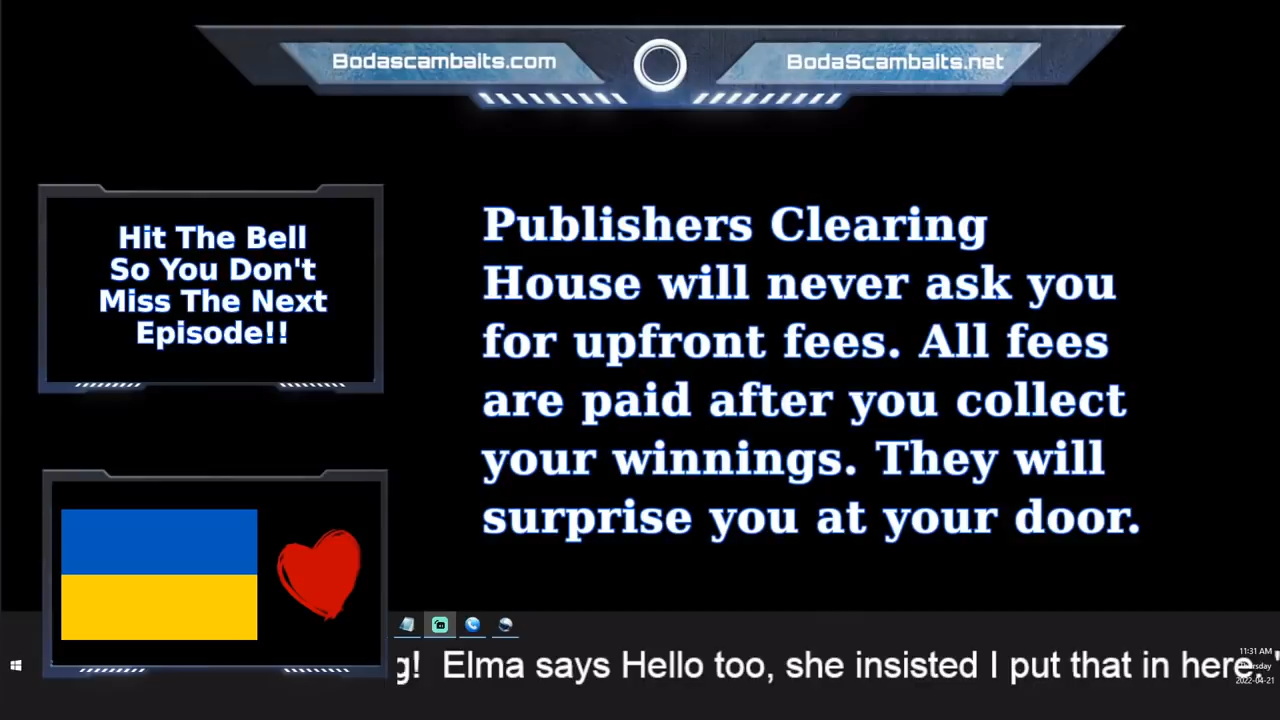 Bodascambaits.com
BodaScambaits.net
Hit The Bell
So You Don't
Miss The Next
Episode!!
Publishers Clearing
House will never ask you
for upfront fees. All fees
are paid after you collect
your winnings. They will
surprise you at your door.
g! Elma says Hello too, she insisted I put that in here.
11:31 AM
Thursday
2022-04-21